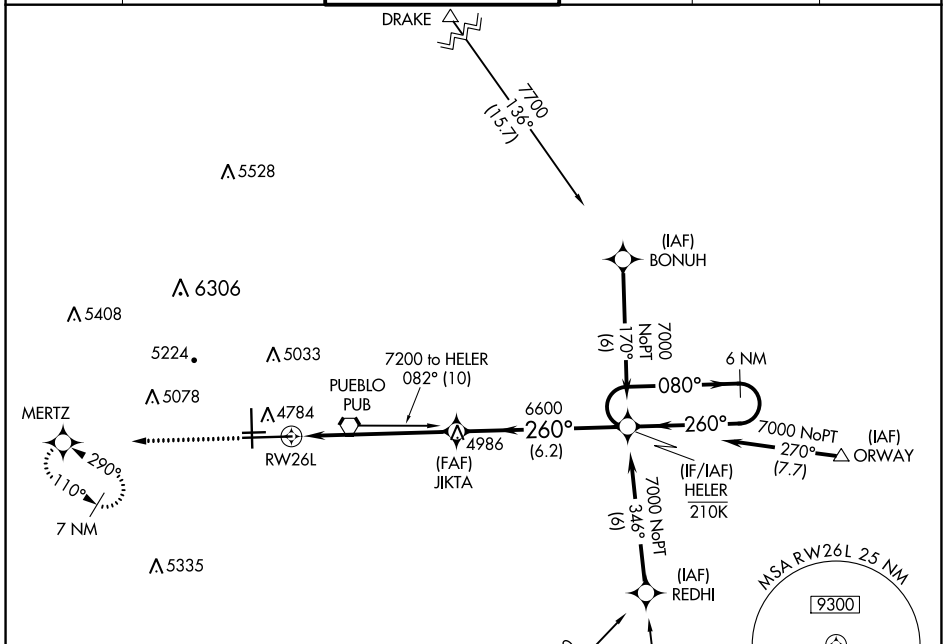 DRAKE
7700
136°
(15.7)
5528
(IAF)
BONUH
6306
5408
7000
NoPT
170°
(6)
5224
5033
7200 to HELER
082° (10)
6 NM
080°
5078
PUEBLO
PUB
MERTZ
4784
6600
260°
(6.2)
260°
7000 NoPT
270°
(7.7)
(IAF)
ORWAY
4986
RW26L
(FAF)
JIKTA
290°
110°
7 NM
(IF/IAF)
HELER
210K
7000 NoPT
346°
(6)
5335
(IAF)
REDHI
MSA RW26L 25 NM
9300